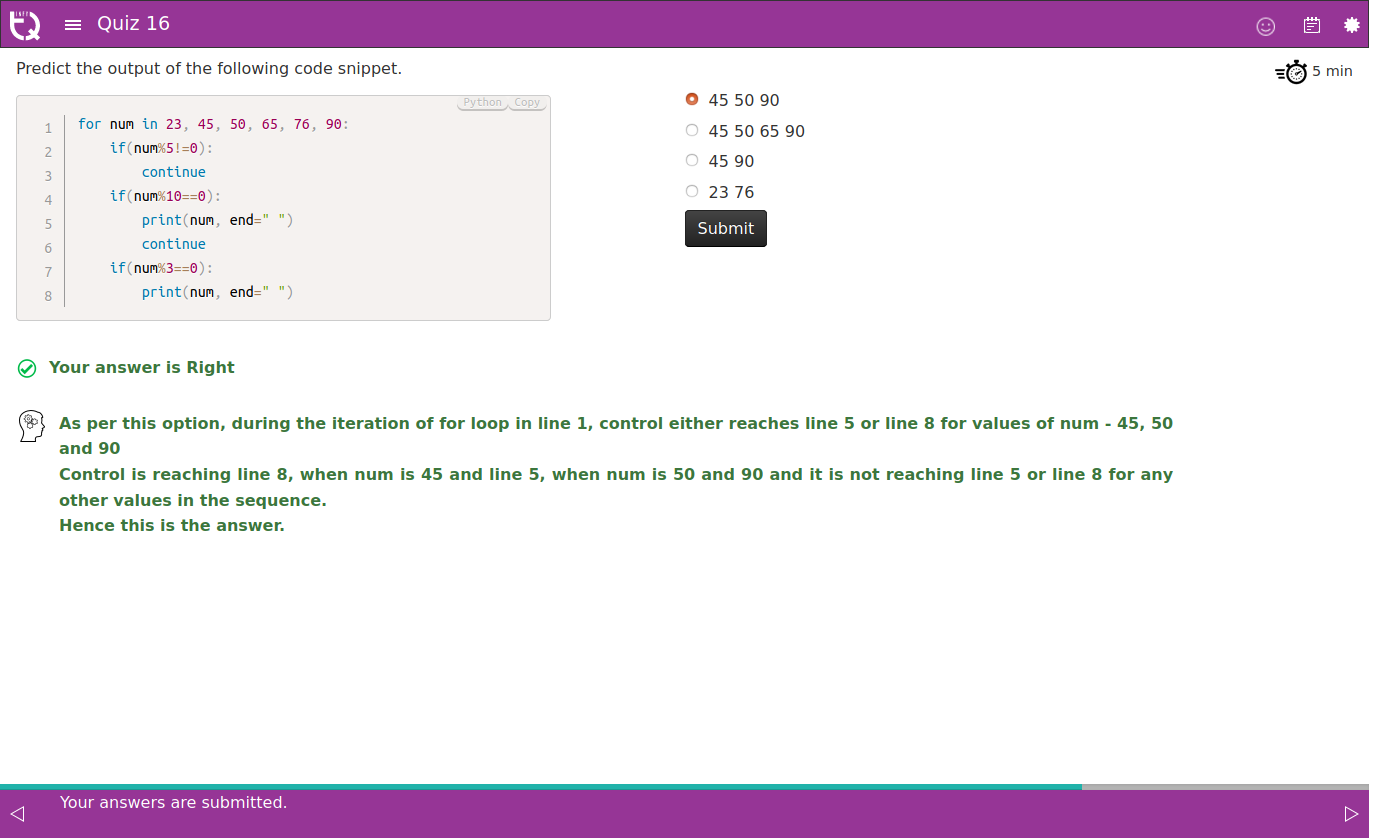 INFY
TQ
Quiz 16
Predict the output of the following code snippet.
5 min
Python Copy
1 for num in 23, 45, 50, 65, 76, 90:
2     if(num%5!=0):
3         continue
4     if(num%10==0):
5         print(num, end=" ")
6         continue
7     if(num%3==0):
8         print(num, end=" ")
45 50 90
45 50 65 90
45 90
23 76
Submit
Your answer is Right
As per this option, during the iteration of for loop in line 1, control either reaches line 5 or line 8 for values of num - 45, 50
and 90
Control is reaching line 8, when num is 45 and line 5, when num is 50 and 90 and it is not reaching line 5 or line 8 for any
other values in the sequence.
Hence this is the answer.
Your answers are submitted.